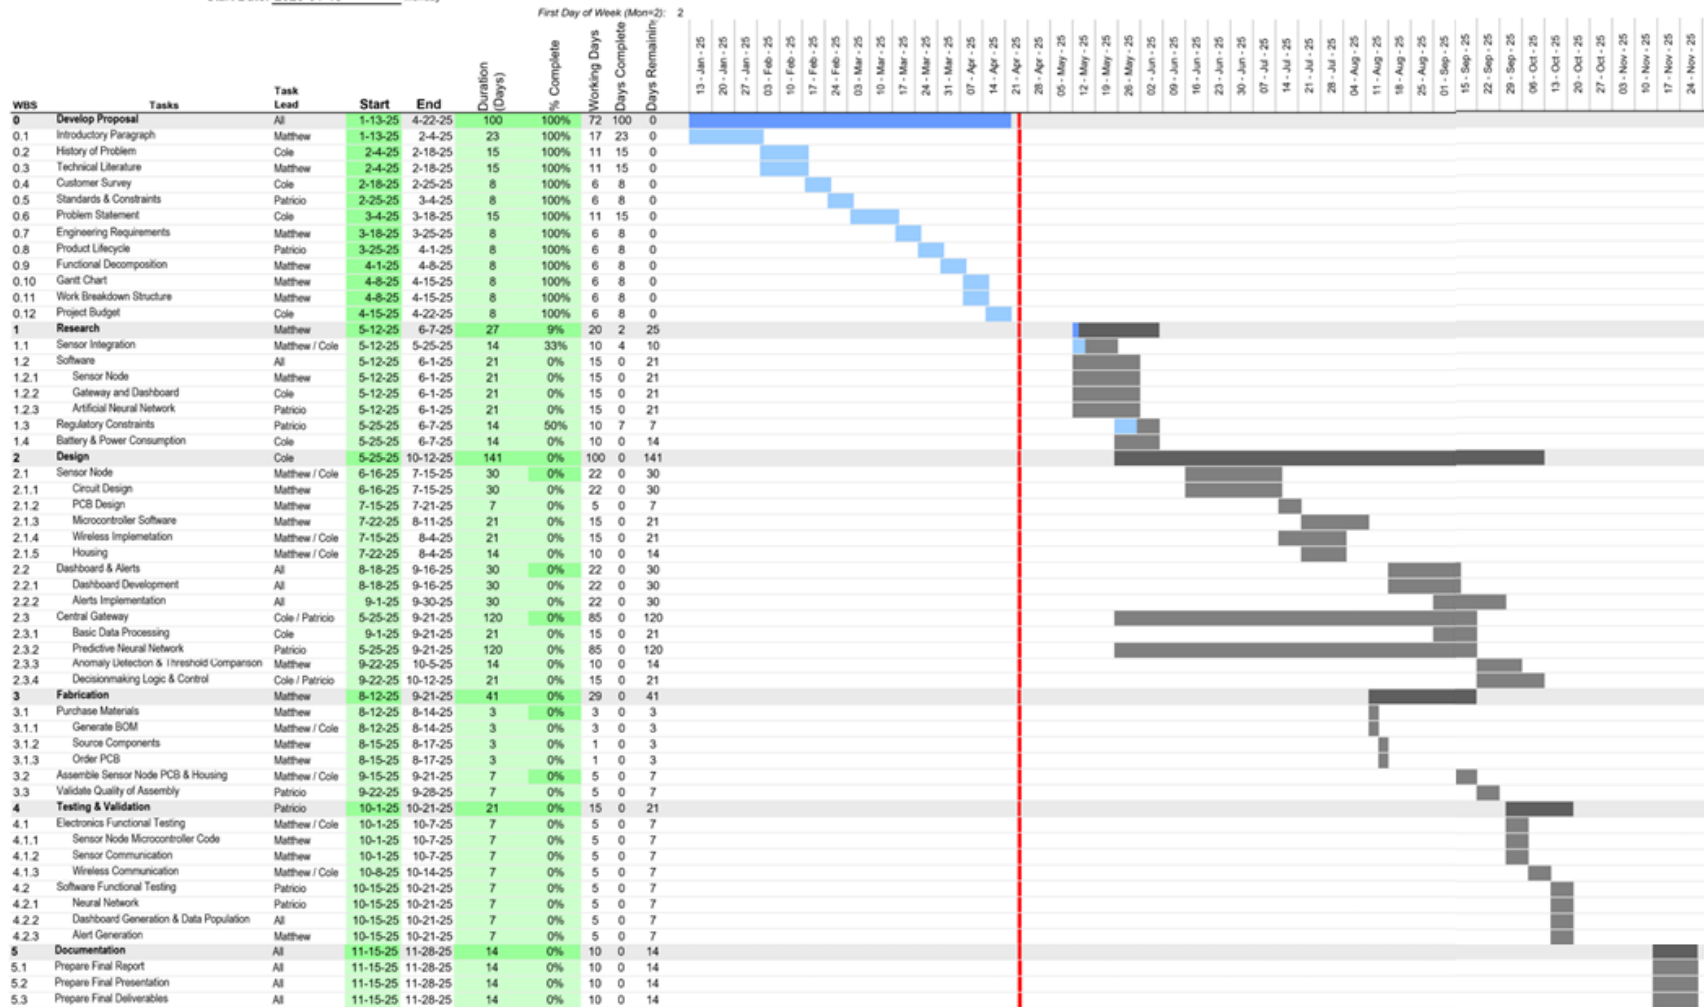 First Day of Week (Mon=2): 2
WBS Tasks Task Lead Start End Duration (Days) % Complete Working Days Days Complete Days Remaining 13 - Jan - 25 20 - Jan - 25 27 - Jan - 25 03 - Feb - 25 10 - Feb - 25 17 - Feb - 25 24 - Feb - 25 03 - Mar - 25 10 - Mar - 25 17 - Mar - 25 24 - Mar - 25 31 - Mar - 25 07 - Apr - 25 14 - Apr - 25 21 - Apr - 25 28 - Apr - 25 05 - May - 25 12 - May - 25 19 - May - 25 26 - May - 25 02 - Jun - 25 09 - Jun - 25 16 - Jun - 25 23 - Jun - 25 30 - Jun - 25 07 - Jul - 25 14 - Jul - 25 21 - Jul - 25 28 - Jul - 25 04 - Aug - 25 11 - Aug - 25 18 - Aug - 25 25 - Aug - 25 01 - Sep - 25 15 - Sep - 25 22 - Sep - 25 29 - Sep - 25 06 - Oct - 25 13 - Oct - 25 20 - Oct - 25 27 - Oct - 25 03 - Nov - 25 10 - Nov - 25 17 - Nov - 25 24 - Nov - 25
0 Develop Proposal All 1-13-25 4-22-25 100 100% 72 100 0
0.1 Introductory Paragraph Matthew 1-13-25 2-4-25 23 100% 17 23 0
0.2 History of Problem Cole 2-4-25 2-18-25 15 100% 11 15 0
0.3 Technical Literature Matthew 2-4-25 2-18-25 15 100% 11 15 0
0.4 Customer Survey Cole 2-18-25 2-25-25 8 100% 6 8 0
0.5 Standards & Constraints Patricio 2-25-25 3-4-25 8 100% 6 8 0
0.6 Problem Statement Cole 3-4-25 3-18-25 15 100% 11 15 0
0.7 Engineering Requirements Matthew 3-18-25 3-25-25 8 100% 6 8 0
0.8 Product Lifecycle Patricio 3-25-25 4-1-25 8 100% 6 8 0
0.9 Functional Decomposition Matthew 4-1-25 4-8-25 8 100% 6 8 0
0.10 Gantt Chart Matthew 4-8-25 4-15-25 8 100% 6 8 0
0.11 Work Breakdown Structure Matthew 4-8-25 4-15-25 8 100% 6 8 0
0.12 Project Budget Cole 4-15-25 4-22-25 8 100% 6 8 0
1 Research Matthew 5-12-25 6-7-25 27 9% 20 2 25
1.1 Sensor Integration Matthew / Cole 5-12-25 5-25-25 14 33% 10 4 10
1.2 Software All 5-12-25 6-1-25 21 0% 15 0 21
1.2.1 Sensor Node Matthew 5-12-25 6-1-25 21 0% 15 0 21
1.2.2 Gateway and Dashboard Cole 5-12-25 6-1-25 21 0% 15 0 21
1.2.3 Artificial Neural Network Patricio 5-12-25 6-1-25 21 0% 15 0 21
1.3 Regulatory Constraints Patricio 5-25-25 6-7-25 14 50% 10 7 7
1.4 Battery & Power Consumption Cole 5-25-25 6-7-25 14 0% 10 0 14
2 Design Cole 5-25-25 10-12-25 141 0% 100 0 141
2.1 Sensor Node Matthew / Cole 6-16-25 7-15-25 30 0% 22 0 30
2.1.1 Circuit Design Matthew 6-16-25 7-15-25 30 0% 22 0 30
2.1.2 PCB Design Matthew 7-15-25 7-21-25 7 0% 5 0 7
2.1.3 Microcontroller Software Matthew 7-22-25 8-11-25 21 0% 15 0 21
2.1.4 Wireless Implemetation Matthew / Cole 7-15-25 8-4-25 21 0% 15 0 21
2.1.5 Housing Matthew / Cole 7-22-25 8-4-25 14 0% 10 0 14
2.2 Dashboard & Alerts All 8-18-25 9-16-25 30 0% 22 0 30
2.2.1 Dashboard Development All 8-18-25 9-16-25 30 0% 22 0 30
2.2.2 Alerts Implementation All 9-1-25 9-30-25 30 0% 22 0 30
2.3 Central Gateway Cole / Patricio 5-25-25 9-21-25 120 0% 85 0 120
2.3.1 Basic Data Processing Cole 9-1-25 9-21-25 21 0% 15 0 21
2.3.2 Predictive Neural Network Patricio 5-25-25 9-21-25 120 0% 85 0 120
2.3.3 Anomaly Detection & Threshold Comparison Matthew 9-22-25 10-5-25 14 0% 10 0 14
2.3.4 Decisionmaking Logic & Control Cole / Patricio 9-22-25 10-12-25 21 0% 15 0 21
3 Fabrication Matthew 8-12-25 9-21-25 41 0% 29 0 41
3.1 Purchase Materials Matthew 8-12-25 8-14-25 3 0% 3 0 3
3.1.1 Generate BOM Matthew / Cole 8-12-25 8-14-25 3 0% 3 0 3
3.1.2 Source Components Matthew 8-15-25 8-17-25 3 0% 1 0 3
3.1.3 Order PCB Matthew 8-15-25 8-17-25 3 0% 1 0 3
3.2 Assemble Sensor Node PCB & Housing Matthew / Cole 9-15-25 9-21-25 7 0% 5 0 7
3.3 Validate Quality of Assembly Patricio 9-22-25 9-28-25 7 0% 5 0 7
4 Testing & Validation Patricio 10-1-25 10-21-25 21 0% 15 0 21
4.1 Electronics Functional Testing Matthew / Cole 10-1-25 10-7-25 7 0% 5 0 7
4.1.1 Sensor Node Microcontroller Code Matthew 10-1-25 10-7-25 7 0% 5 0 7
4.1.2 Sensor Communication Matthew 10-1-25 10-7-25 7 0% 5 0 7
4.1.3 Wireless Communication Matthew / Cole 10-8-25 10-14-25 7 0% 5 0 7
4.2 Software Functional Testing Patricio 10-15-25 10-21-25 7 0% 5 0 7
4.2.1 Neural Network Patricio 10-15-25 10-21-25 7 0% 5 0 7
4.2.2 Dashboard Generation & Data Population All 10-15-25 10-21-25 7 0% 5 0 7
4.2.3 Alert Generation Matthew 10-15-25 10-21-25 7 0% 5 0 7
5 Documentation All 11-15-25 11-28-25 14 0% 10 0 14
5.1 Prepare Final Report All 11-15-25 11-28-25 14 0% 10 0 14
5.2 Prepare Final Presentation All 11-15-25 11-28-25 14 0% 10 0 14
5.3 Prepare Final Deliverables All 11-15-25 11-28-25 14 0% 10 0 14